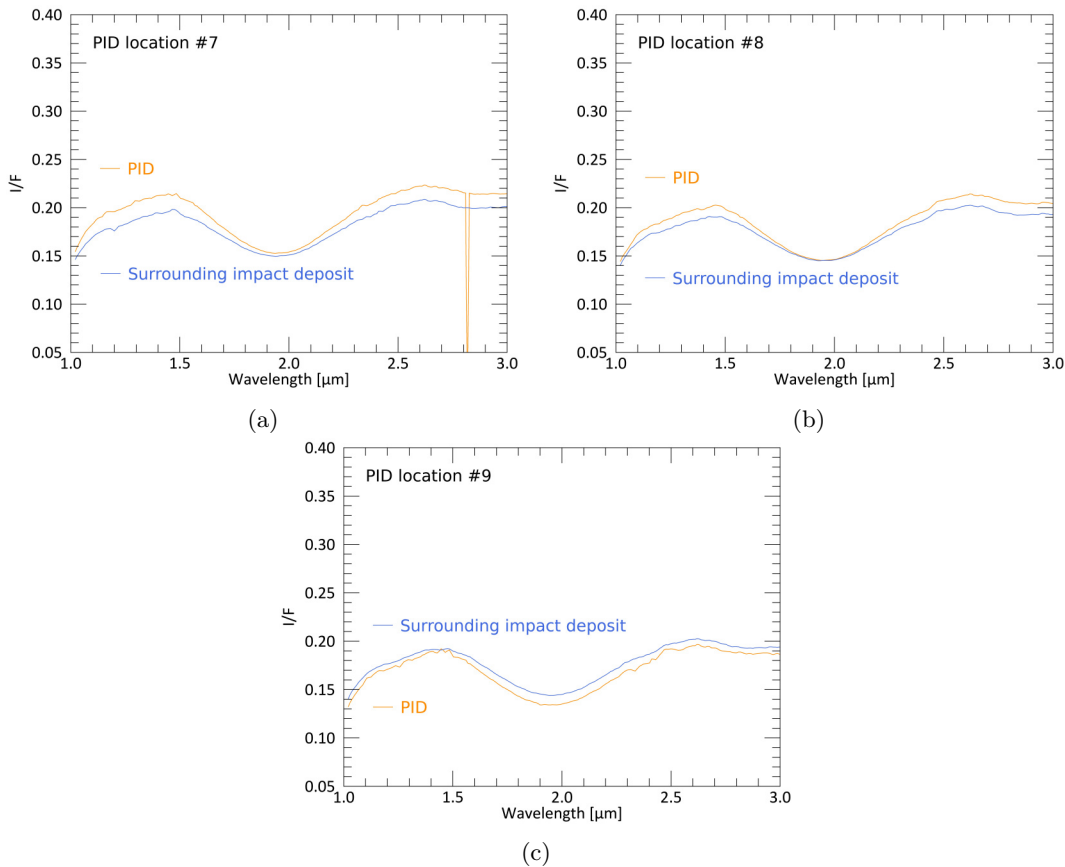 PID location #7
0.40
0.35
0.30
0.25
0.20
0.15
0.10
0.05
I/F
PID
Surrounding impact deposit
1.0 1.5 2.0 2.5 3.0
Wavelength [µm]
(a)
PID location #8
0.40
0.35
0.30
0.25
0.20
0.15
0.10
0.05
I/F
PID
Surrounding impact deposit
1.0 1.5 2.0 2.5 3.0
Wavelength [µm]
(b)
PID location #9
0.40
0.35
0.30
0.25
0.20
0.15
0.10
0.05
I/F
Surrounding impact deposit
PID
1.0 1.5 2.0 2.5 3.0
Wavelength [µm]
(c)